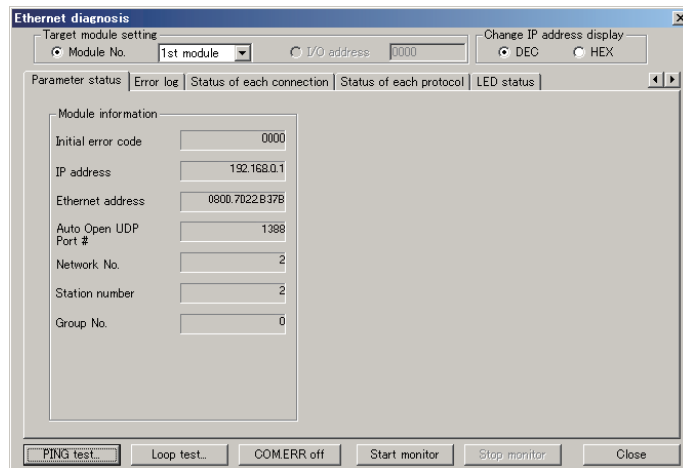 Ethernet diagnosis
Target module setting
Module No.
1st module
I/O address
0000
Change IP address display
DEC
HEX
Parameter status
Error log
Status of each connection
Status of each protocol
LED status
Module information
Initial error code
0000
IP address
192.168.0.1
Ethernet address
0800.7022.B37B
Auto Open UDP
Port #
1388
Network No.
2
Station number
2
Group No.
0
PING test...
Loop test...
COM.ERR off
Start monitor
Stop monitor
Close